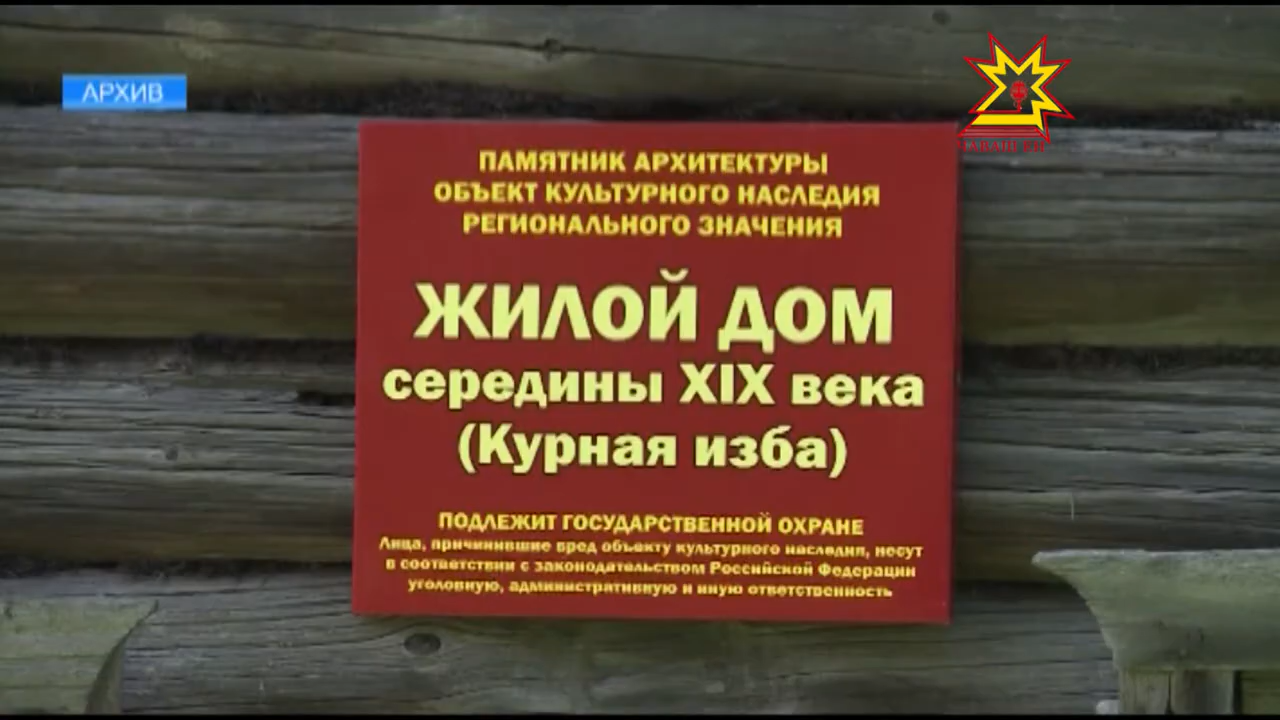 АРХИВ
ПАМЯТНИК АРХИТЕКТУРЫ
ОБЪЕКТ КУЛЬТУРНОГО НАСЛЕДИЯ
РЕГИОНАЛЬНОГО ЗНАЧЕНИЯ
ЖИЛОЙ ДОМ
середины XIX века
(Курная изба)
ПОДЛЕЖИТ ГОСУДАРСТВЕННОЙ ОХРАНЕ
Лица, причинившие вред объекту культурного наследия, несут
в соответствии с законодательством Российской Федерации
уголовную, административную и иную ответственность